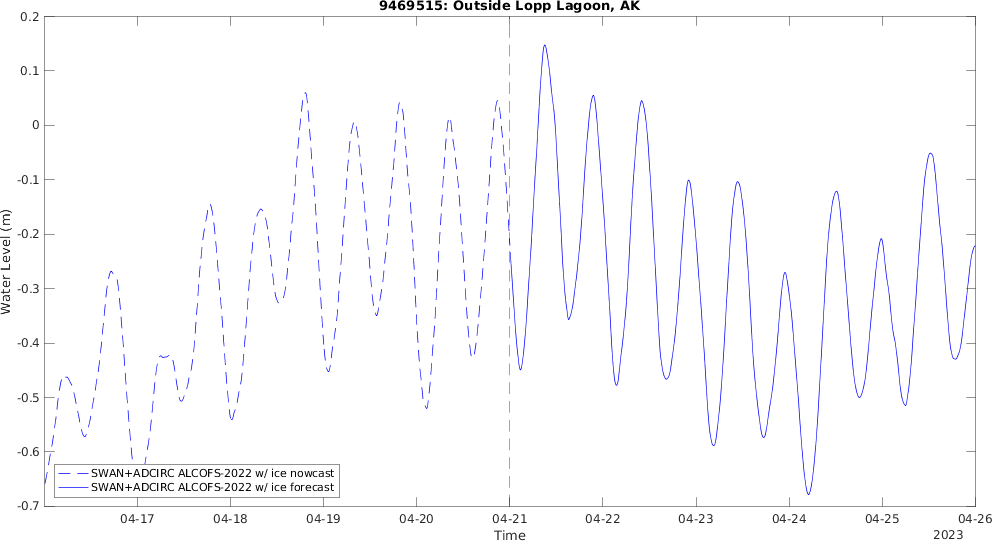 9469515: Outside Lopp Lagoon, AK
0.2
0.1
0
-0.1
-0.2
-0.3
-0.4
-0.5
-0.6
-0.7
Water Level (m)
SWAN+ADCIRC ALCOFS-2022 w/ ice nowcast
SWAN+ADCIRC ALCOFS-2022 w/ ice forecast
04-17 04-18 04-19 04-20 04-21 04-22 04-23 04-24 04-25 04-26
Time
2023